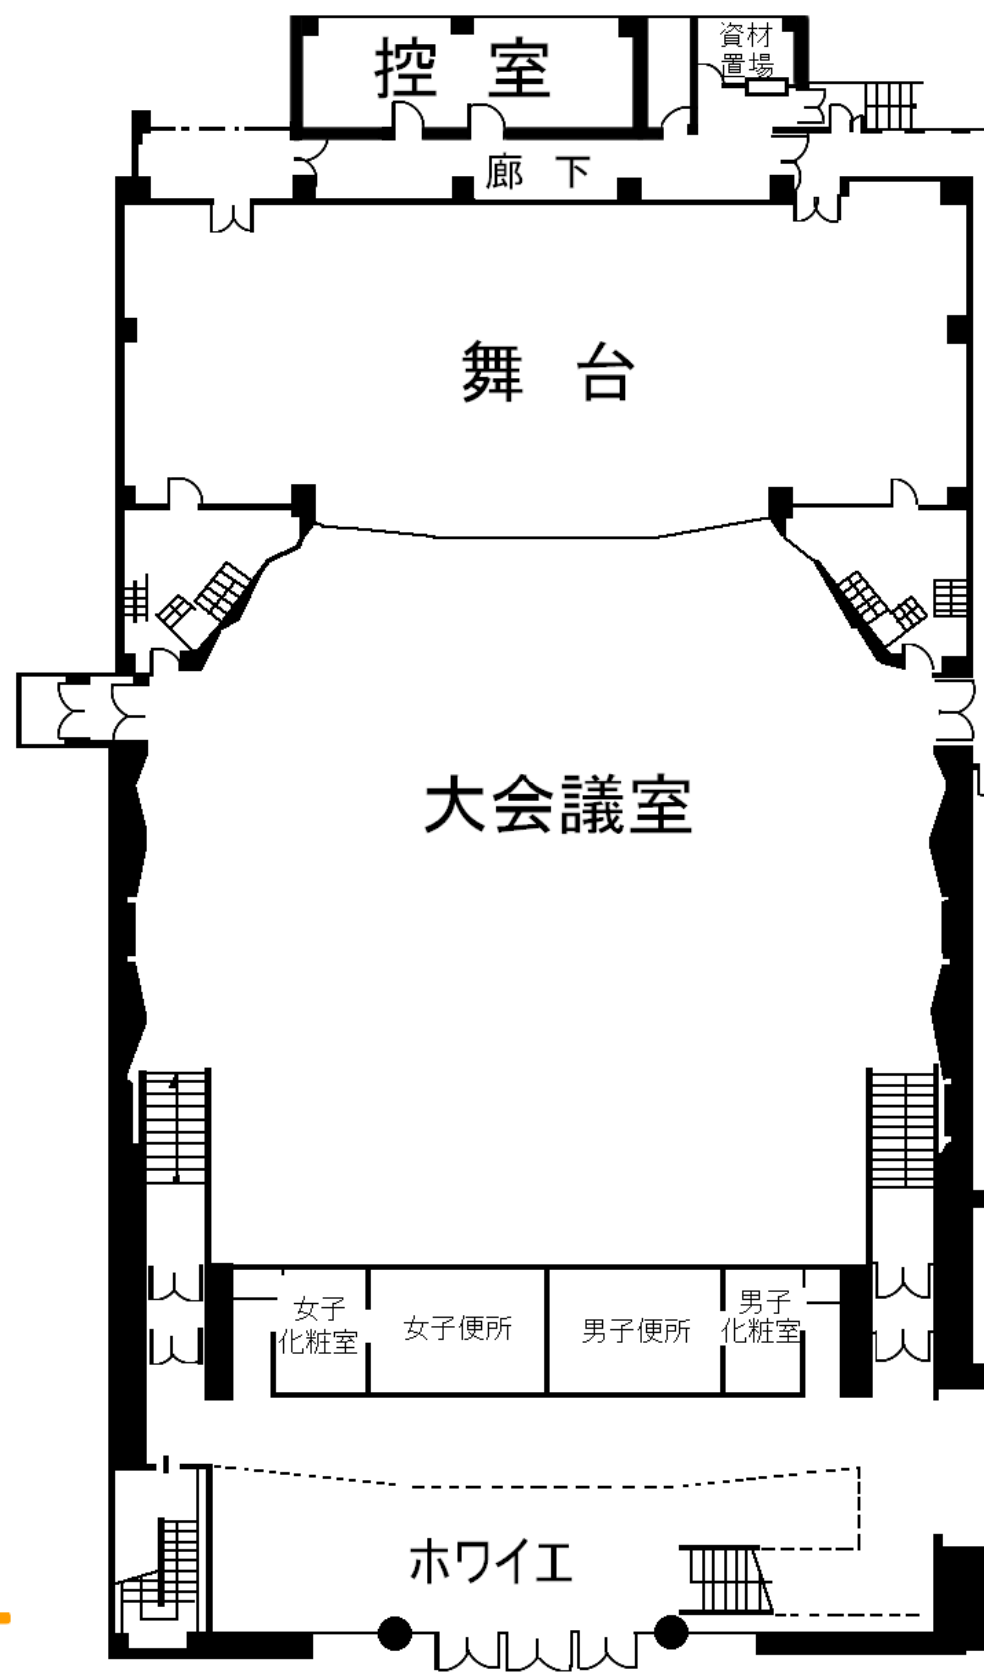 控 室
資材
置場
廊 下
舞 台
大会議室
女子
化粧室
女子便所
男子便所
男子
化粧室
ホワイエ